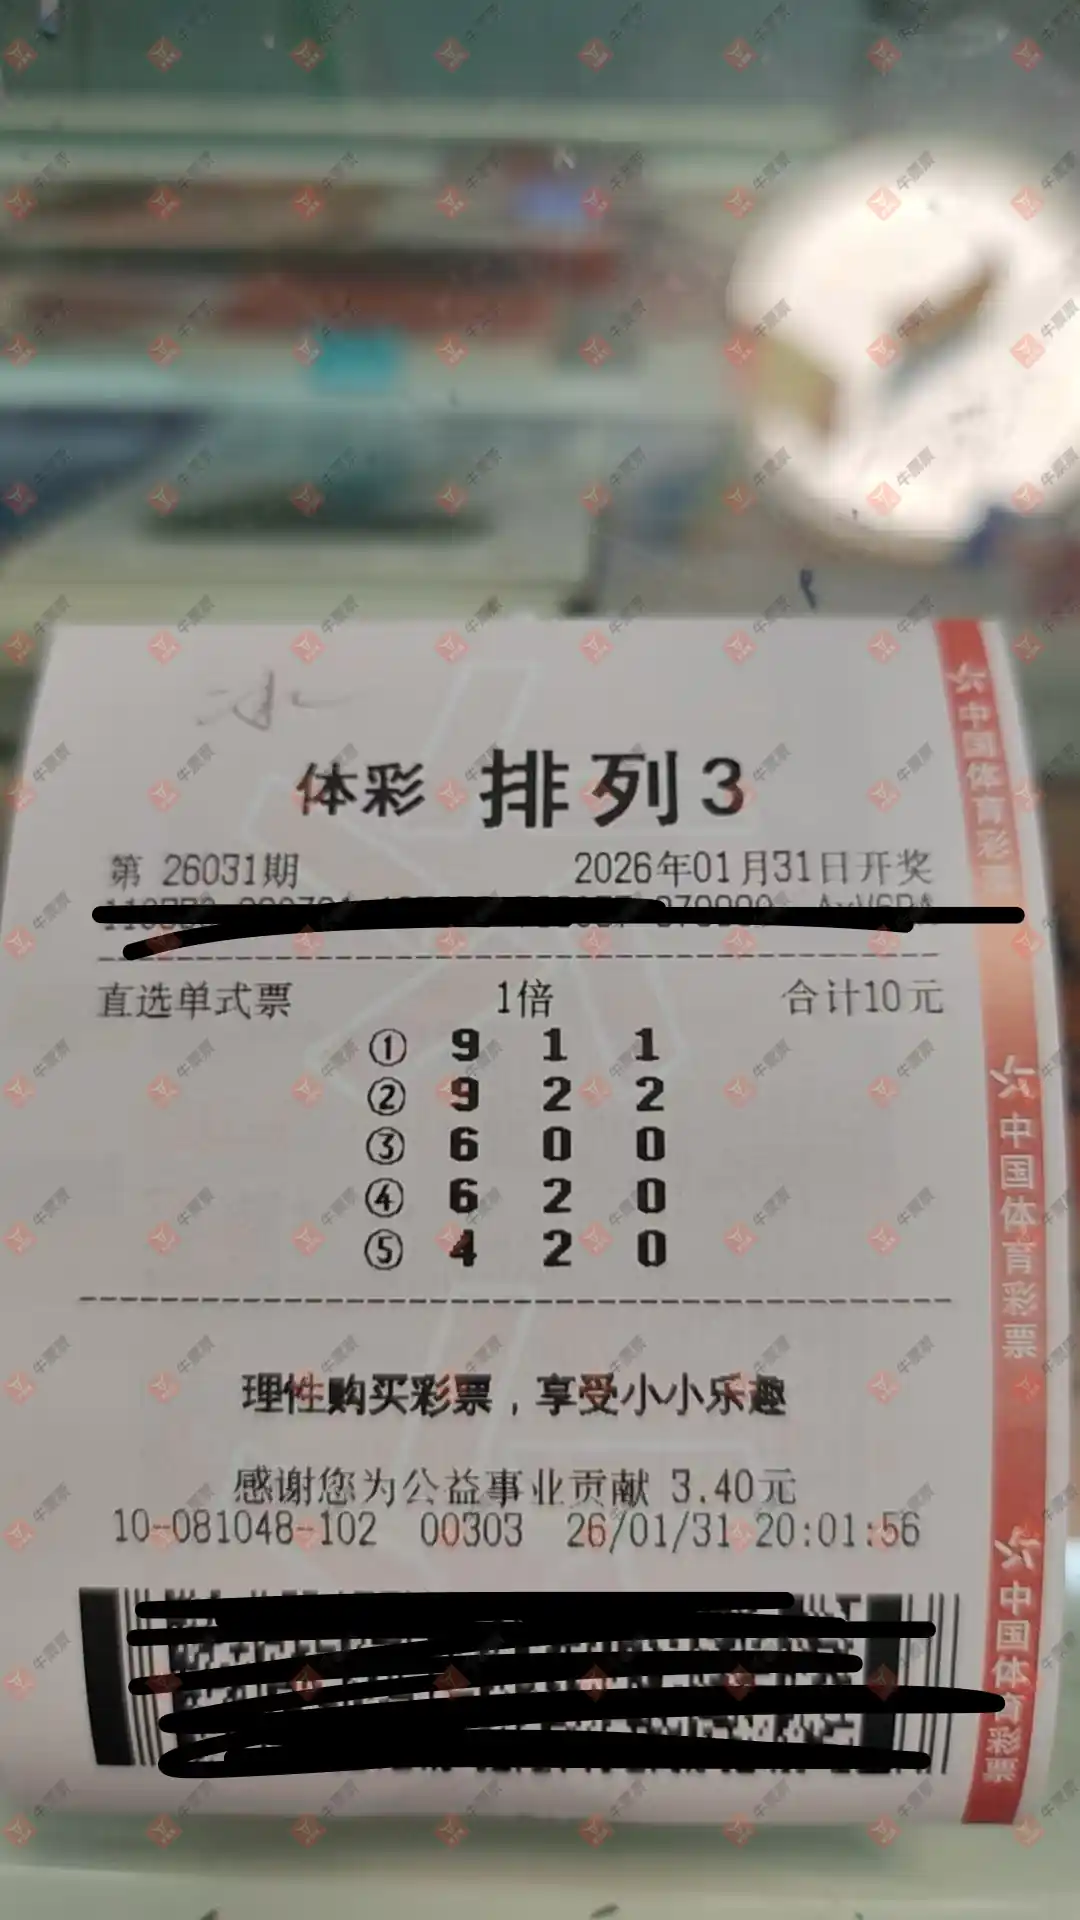 水
体彩 排列3
第 26031期 2026年01月31日开奖
直选单式票 1倍 合计10元
① 9 1 1
② 9 2 2
③ 6 0 0
④ 6 2 0
⑤ 4 2 0
理性购买彩票，享受小小乐趣
感谢您为公益事业贡献 3.40元
10-081048-102 00303 26/01/31 20:01:56
中国体育彩票
中国体育彩票
中国体育彩票
牛票票